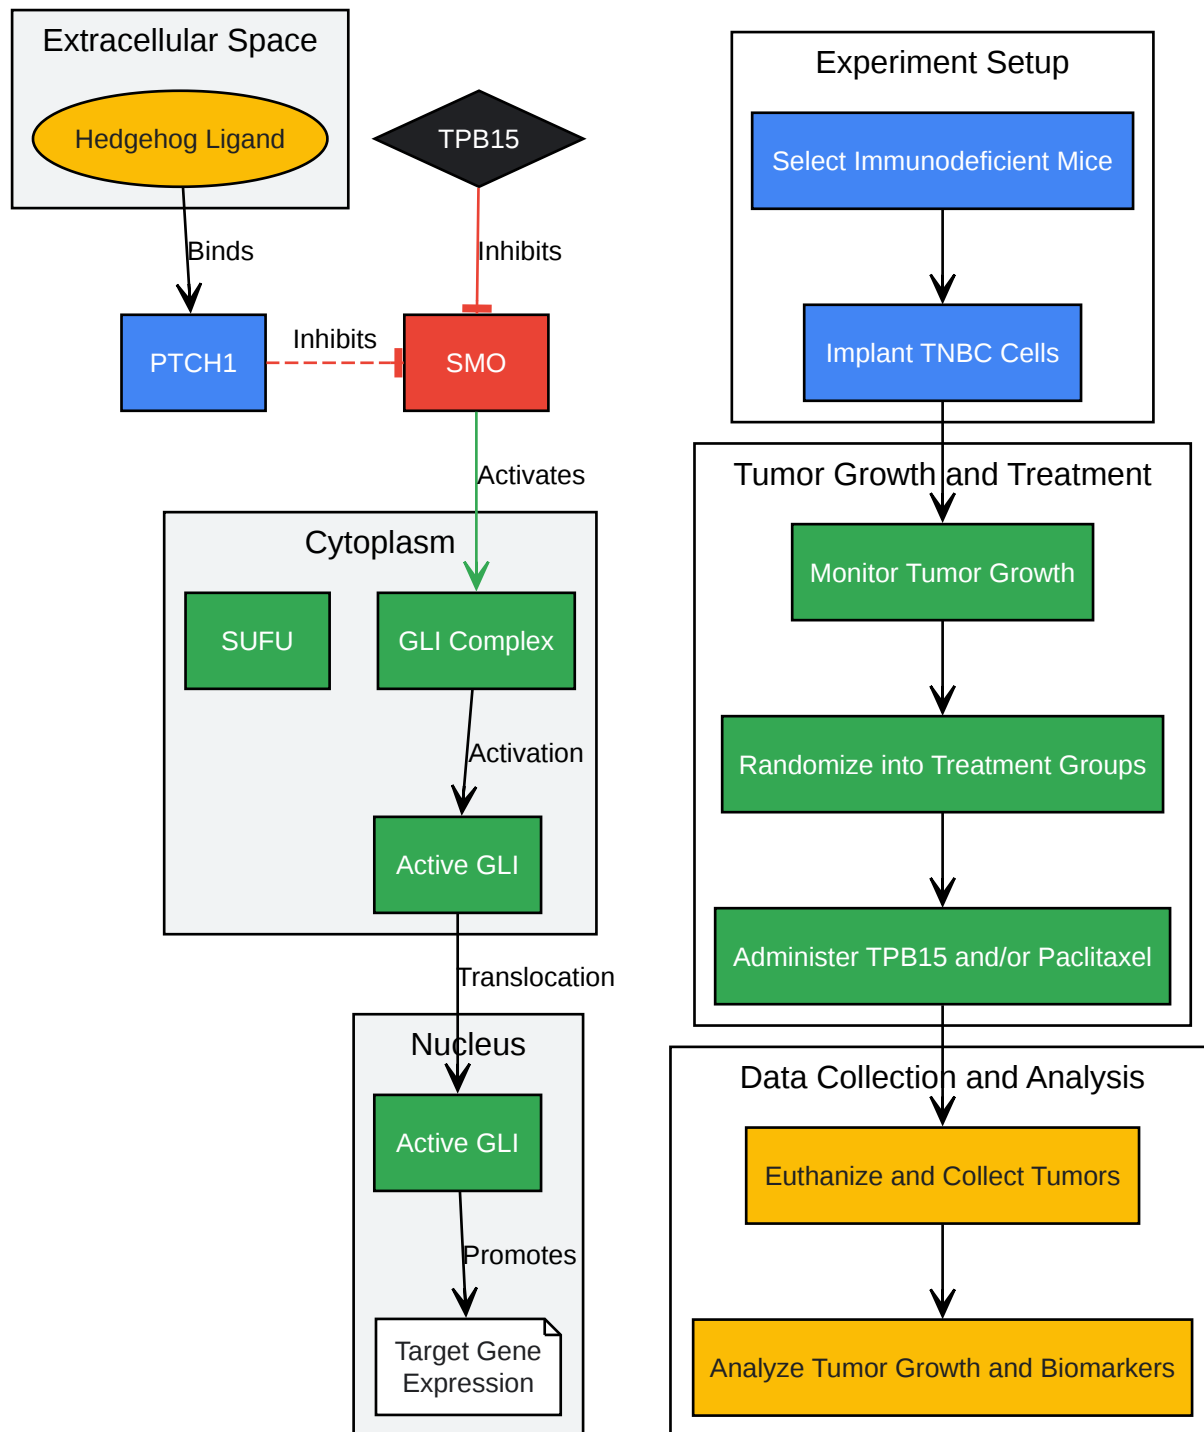 Extracellular Space
Hedgehog Ligand
TPB15
Binds
Inhibits
PTCH1
Inhibits
SMO
Activates
Cytoplasm
SUFU
GLI Complex
Activation
Active GLI
Translocation
Nucleus
Active GLI
Promotes
Target Gene
Expression
Experiment Setup
Select Immunodeficient Mice
Implant TNBC Cells
Tumor Growth and Treatment
Monitor Tumor Growth
Randomize into Treatment Groups
Administer TPB15 and/or Paclitaxel
Data Collection and Analysis
Euthanize and Collect Tumors
Analyze Tumor Growth and Biomarkers